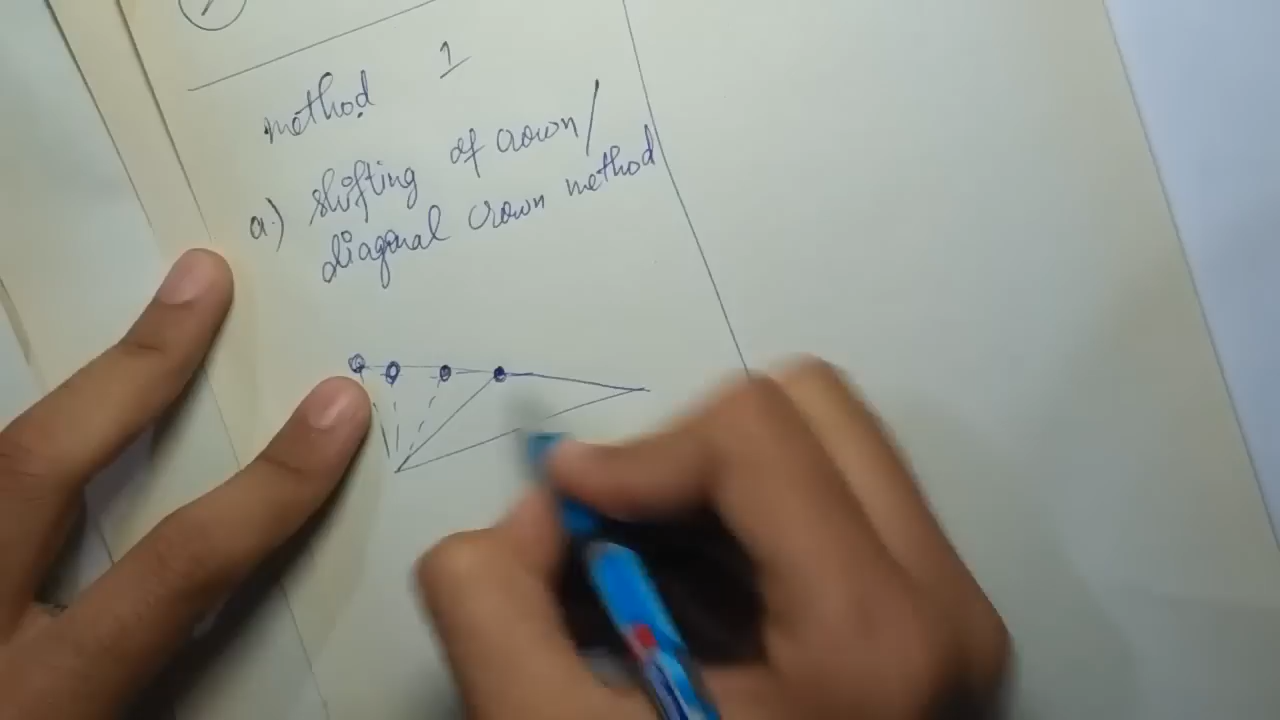 method 1
a.) shifting of crown/
diagonal crown method